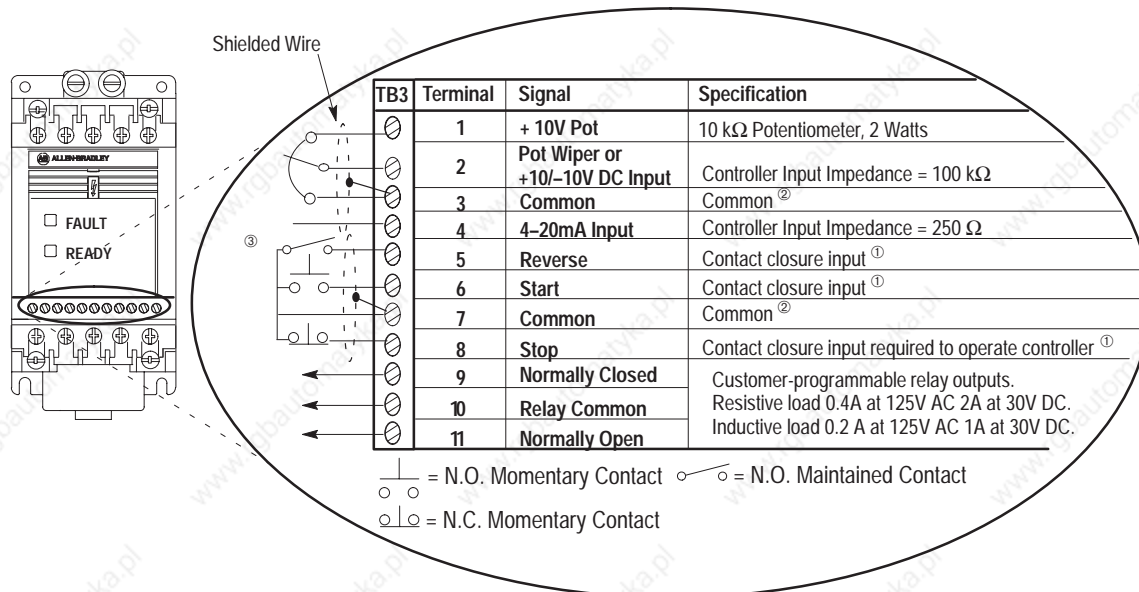 Shielded Wire
AB ALLEN-BRADLEY
FAULT
READY
③
TB3 Terminal Signal Specification
1 + 10V Pot 10 kΩ Potentiometer, 2 Watts
2 Pot Wiper or +10/–10V DC Input Controller Input Impedance = 100 kΩ
3 Common Common ②
4 4–20mA Input Controller Input Impedance = 250 Ω
5 Reverse Contact closure input ①
6 Start Contact closure input ①
7 Common Common ②
8 Stop Contact closure input required to operate controller ①
9 Normally Closed Customer-programmable relay outputs.
10 Relay Common Resistive load 0.4A at 125V AC 2A at 30V DC.
11 Normally Open Inductive load 0.2 A at 125V AC 1A at 30V DC.
= N.O. Momentary Contact = N.O. Maintained Contact
= N.C. Momentary Contact
www.rgbautomatyka.pl